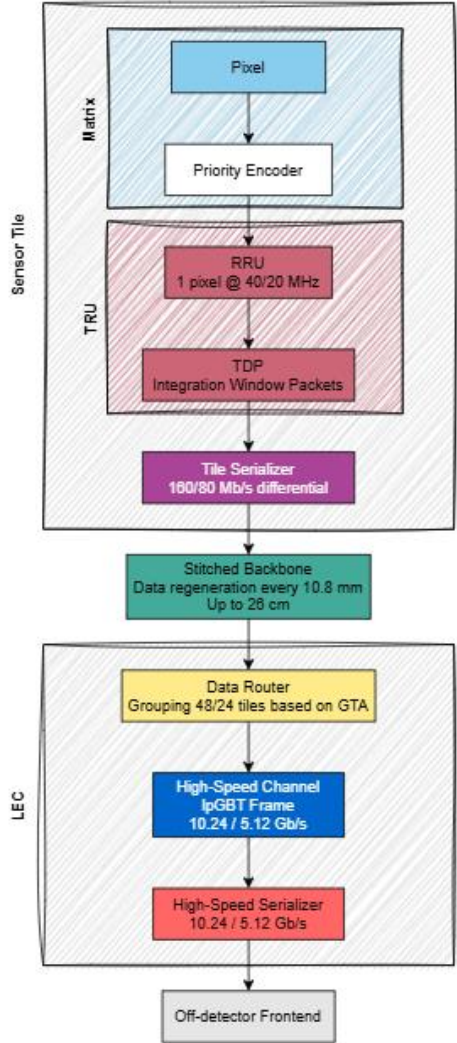 Sensor Tile
Matrix
Pixel
Priority Encoder
TRU
RRU
1 pixel @ 40/20 MHz
TDP
Integration Window Packets
Tile Serializer
160/80 Mb/s differential
Stitched Backbone
Data regeneration every 10.8 mm
Up to 26 cm
LEC
Data Router
Grouping 48/24 tiles based on GTA
High-Speed Channel
lpGBT Frame
10.24 / 5.12 Gb/s
High-Speed Serializer
10.24 / 5.12 Gb/s
Off-detector Frontend